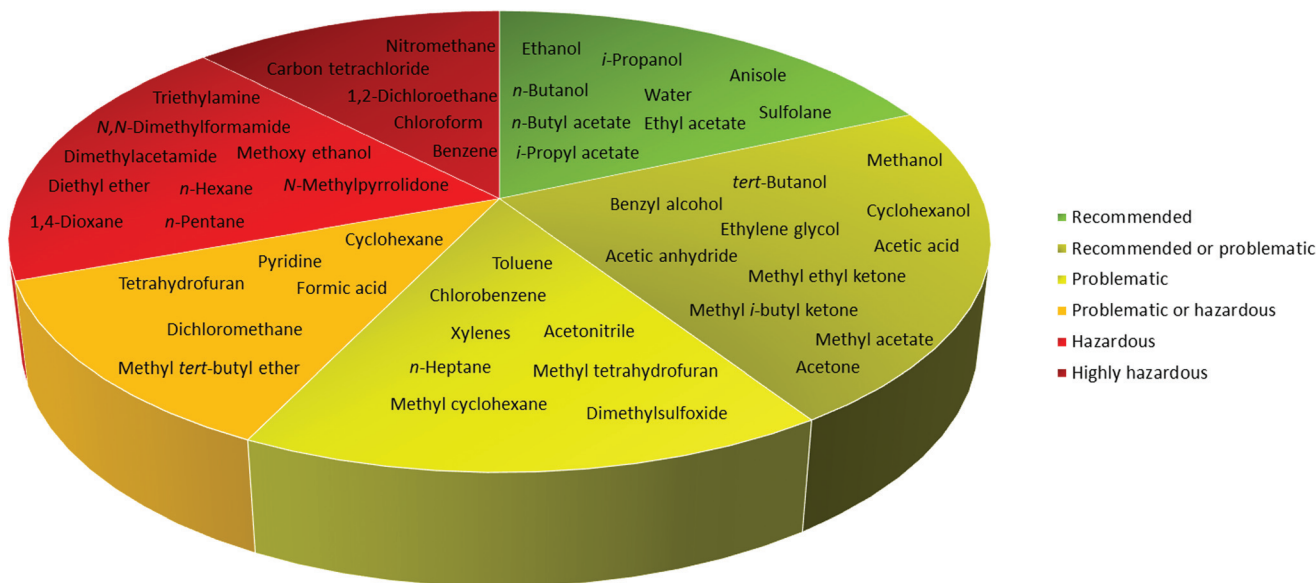 Nitromethane
Carbon tetrachloride
1,2-Dichloroethane
Chloroform
Benzene
Ethanol
i-Propanol
Anisole
n-Butanol
Water
Sulfolane
n-Butyl acetate
Ethyl acetate
i-Propyl acetate
Methanol
tert-Butanol
Benzyl alcohol
Cyclohexanol
Ethylene glycol
Acetic acid
Acetic anhydride
Methyl ethyl ketone
Methyl i-butyl ketone
Methyl acetate
Acetone
Toluene
Chlorobenzene
Xylenes
Acetonitrile
n-Heptane
Methyl tetrahydrofuran
Methyl cyclohexane
Dimethylsulfoxide
Cyclohexane
Pyridine
Tetrahydrofuran
Formic acid
Dichloromethane
Methyl tert-butyl ether
Triethylamine
N,N-Dimethylformamide
Dimethylacetamide
Methoxy ethanol
Diethyl ether
n-Hexane
N-Methylpyrrolidone
1,4-Dioxane
n-Pentane
Recommended
Recommended or problematic
Problematic
Problematic or hazardous
Hazardous
Highly hazardous